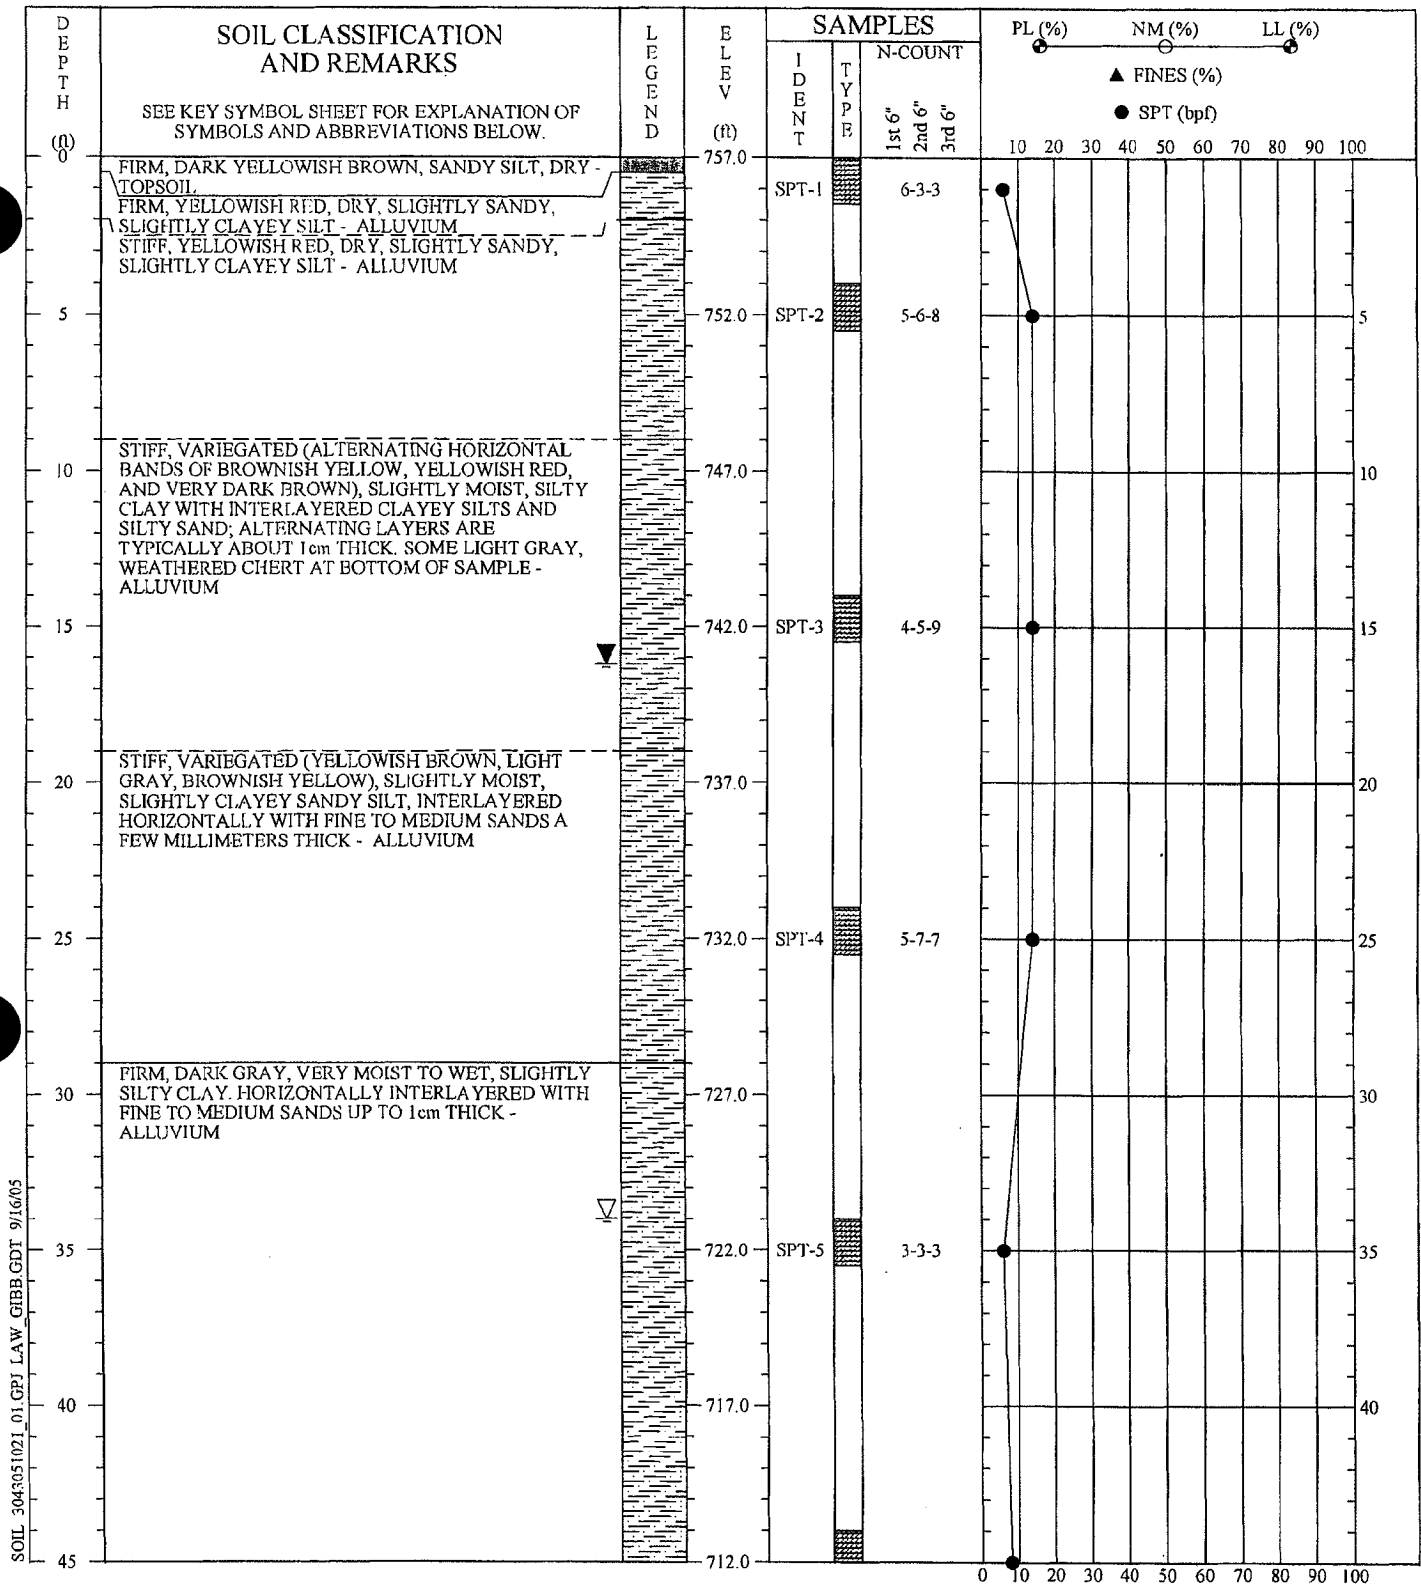 DEPTH
(ft)
SOIL CLASSIFICATION
AND REMARKS
SEE KEY SYMBOL SHEET FOR EXPLANATION OF
SYMBOLS AND ABBREVIATIONS BELOW.
LEGEND
ELEV
(ft)
SAMPLES
IDENT
TYPE
N-COUNT
1st 6"
2nd 6"
3rd 6"
PL (%)
NM (%)
LL (%)
▲ FINES (%)
● SPT (bpf)
10 20 30 40 50 60 70 80 90 100
0
FIRM, DARK YELLOWISH BROWN, SANDY SILT, DRY -
TOPSOIL
757.0
SPT-1
6-3-3
FIRM, YELLOWISH RED, DRY, SLIGHTLY SANDY,
SLIGHTLY CLAYEY SILT - ALLUVIUM
STIFF, YELLOWISH RED, DRY, SLIGHTLY SANDY,
SLIGHTLY CLAYEY SILT - ALLUVIUM
5
752.0
SPT-2
5-6-8
5
STIFF, VARIEGATED (ALTERNATING HORIZONTAL
BANDS OF BROWNISH YELLOW, YELLOWISH RED,
AND VERY DARK BROWN), SLIGHTLY MOIST, SILTY
CLAY WITH INTERLAYERED CLAYEY SILTS AND
SILTY SAND; ALTERNATING LAYERS ARE
TYPICALLY ABOUT 1cm THICK. SOME LIGHT GRAY,
WEATHERED CHERT AT BOTTOM OF SAMPLE -
ALLUVIUM
10
747.0
10
15
742.0
SPT-3
4-5-9
15
STIFF, VARIEGATED (YELLOWISH BROWN, LIGHT
GRAY, BROWNISH YELLOW), SLIGHTLY MOIST,
SLIGHTLY CLAYEY SANDY SILT, INTERLAYERED
HORIZONTALLY WITH FINE TO MEDIUM SANDS A
FEW MILLIMETERS THICK - ALLUVIUM
20
737.0
20
25
732.0
SPT-4
5-7-7
25
FIRM, DARK GRAY, VERY MOIST TO WET, SLIGHTLY
SILTY CLAY. HORIZONTALLY INTERLAYERED WITH
FINE TO MEDIUM SANDS UP TO 1cm THICK -
ALLUVIUM
30
727.0
30
35
722.0
SPT-5
3-3-3
35
40
717.0
40
45
712.0
0 10 20 30 40 50 60 70 80 90 100
SOIL 3043051021_01.GPJ LAW_GIBB.GDT 9/16/05